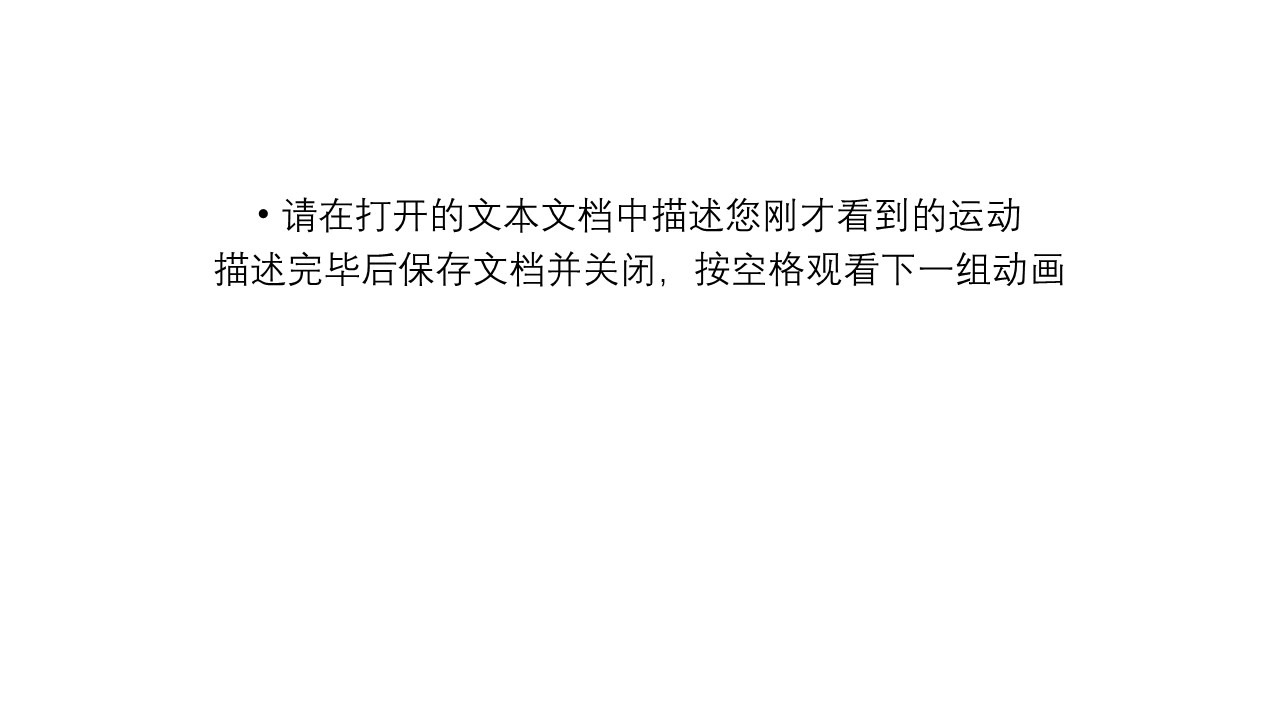 • 请在打开的文本文档中描述您刚才看到的运动
描述完毕后保存文档并关闭，按空格观看下一组动画